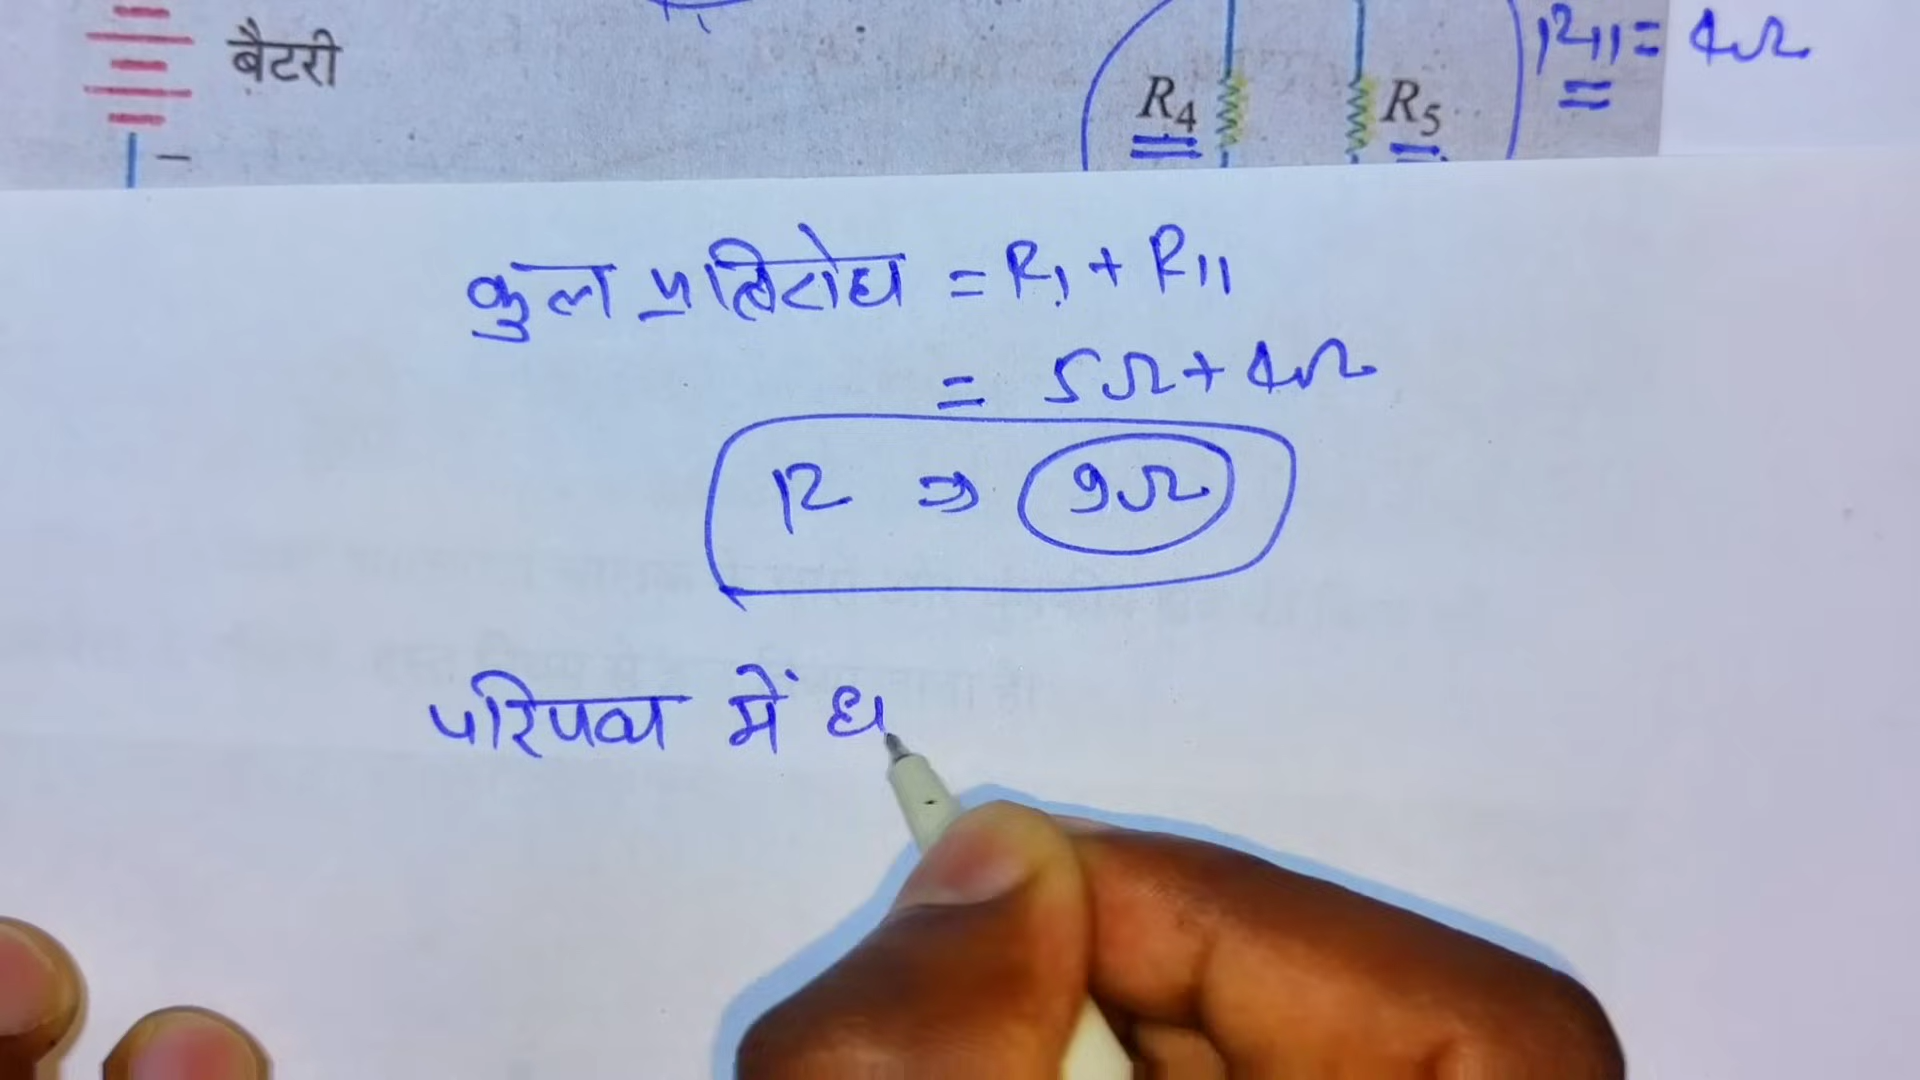 बैटरी
R₄ R₅ R₁₁ = 4Ω
कुल प्रतिरोध = R₁ + R₁₁
= 5Ω + 4Ω
R ⇒ 9Ω
परिपथ में ध